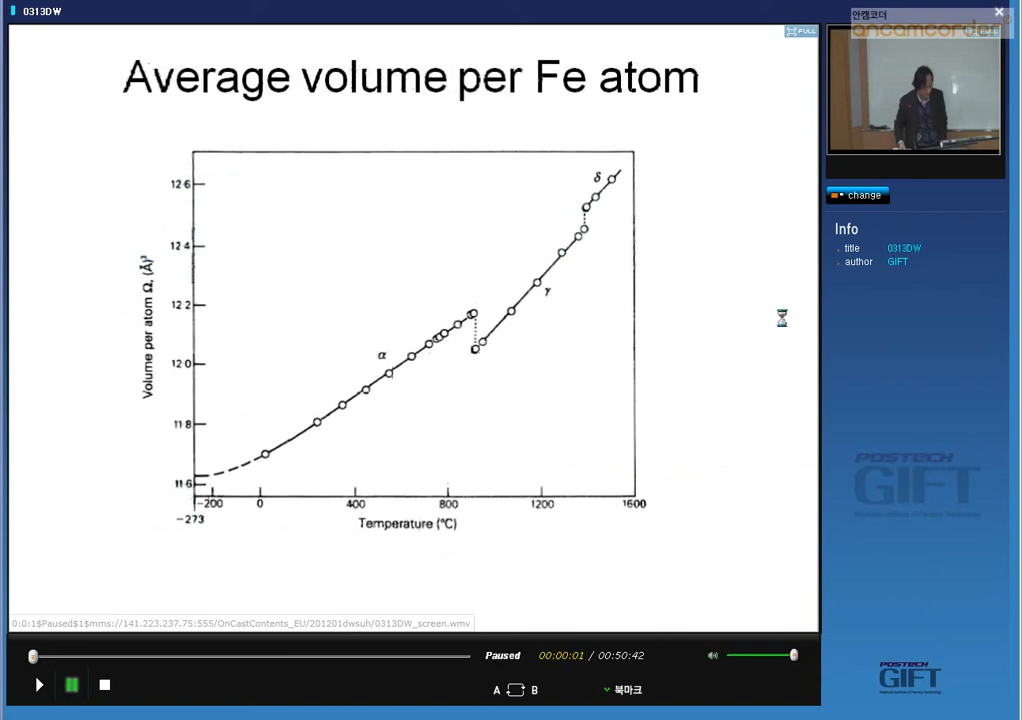 0313DW
안캠코더
ancamcorder®
FULL
FULL
Average volume per Fe atom
change
Info
title 0313DW
author GIFT
Volume per atom Ω, (Å)³
12·6
12·4
12·2
12·0
11·8
11·6
α
γ
δ
-200 0 400 800 1200 1600
-273
Temperature (°C)
POSTECH
GIFT
0:0:1$Paused$1$mms://141.223.237.75:555/OnCastContents_EU/201201dwsuh/0313DW_screen.wmv
Paused 00:00:01 / 00:50:42
A B 북마크
POSTECH
GIFT